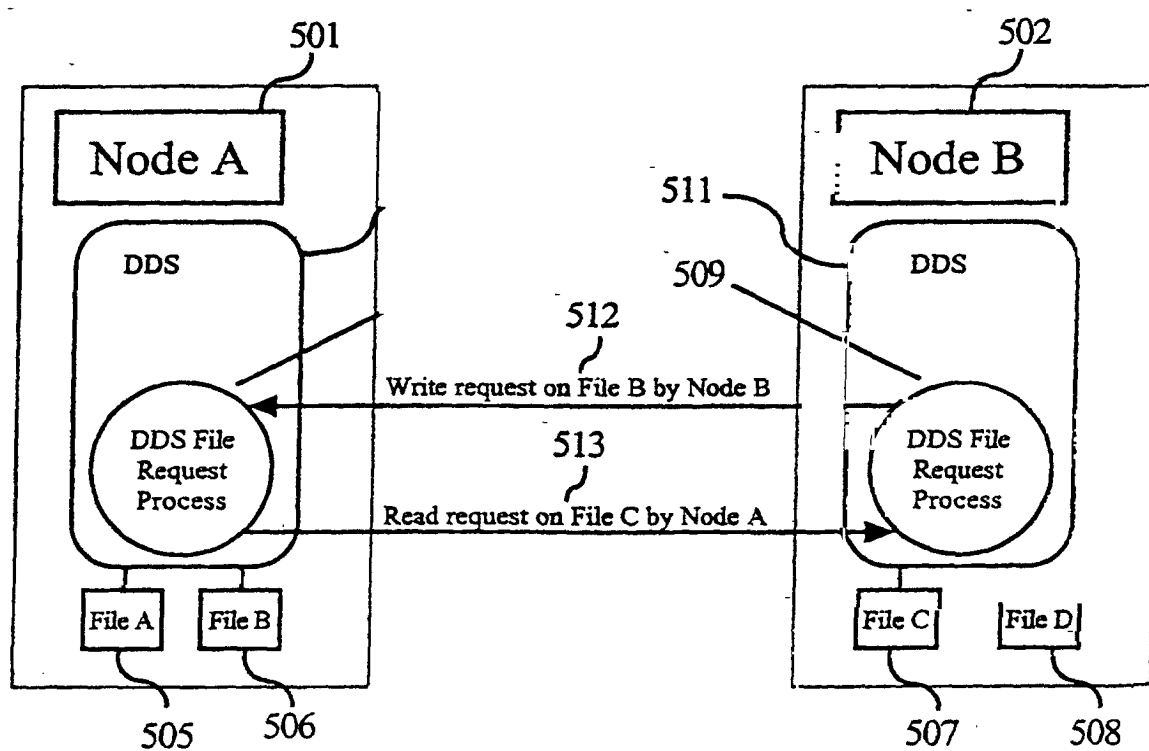 501
502
Node A
Node B
511
DDS
DDS
509
512
Write request on File B by Node B
DDS File
Request
Process
DDS File
Request
Process
513
Read request on File C by Node A
File A
File B
File C
File D
505
506
507
508